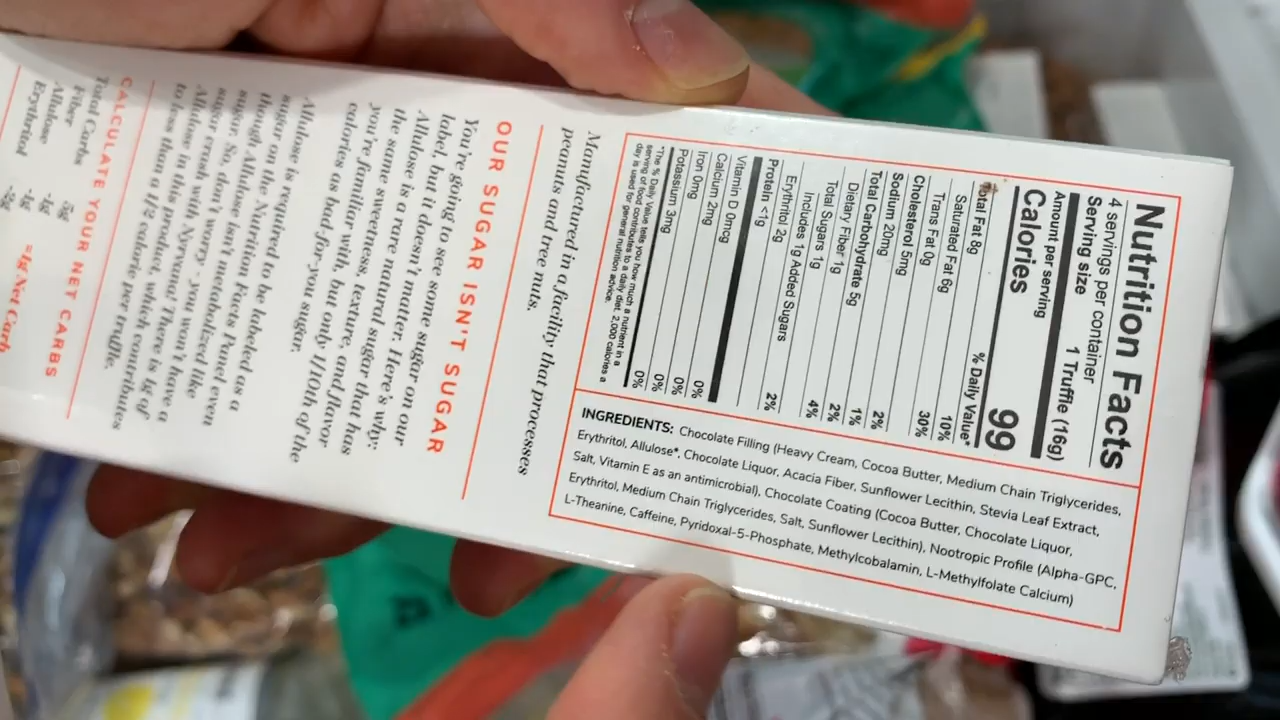 Nutrition Facts
4 servings per container
Serving size 1 Truffle (16g)
Amount per serving
Calories 99
% Daily Value*
Total Fat 8g 10%
Saturated Fat 6g 30%
Trans Fat 0g
Cholesterol 5mg 2%
Sodium 20mg 1%
Total Carbohydrate 5g 2%
Dietary Fiber 1g 4%
Total Sugars 1g
Includes 1g Added Sugars 2%
Erythritol 2g
Protein <1g
Vitamin D 0mcg 0%
Calcium 2mg 0%
Iron 0mg 0%
Potassium 3mg 0%
*The % Daily Value tells you how much a nutrient in a
serving of food contributes to a daily diet. 2,000 calories a
day is used for general nutrition advice.
INGREDIENTS: Chocolate Filling (Heavy Cream, Cocoa Butter, Medium Chain Triglycerides,
Erythritol, Allulose*, Chocolate Liquor, Acacia Fiber, Sunflower Lecithin, Stevia Leaf Extract,
Salt, Vitamin E as an antimicrobial), Chocolate Coating (Cocoa Butter, Chocolate Liquor,
Erythritol, Medium Chain Triglycerides, Salt, Sunflower Lecithin), Nootropic Profile (Alpha-GPC,
L-Theanine, Caffeine, Pyridoxal-5-Phosphate, Methylcobalamin, L-Methylfolate Calcium)
Manufactured in a facility that processes
peanuts and tree nuts.
OUR SUGAR ISN'T SUGAR
You're going to see some sugar on our
label, but it doesn't matter. Here's why:
Allulose is a rare natural sugar that has
the same sweetness, texture, and flavor
you're familiar with, but only 1/10th of the
calories as bad-for-you sugar.
Allulose is required to be labeled as a
sugar on the Nutrition Facts Panel even
though Allulose isn't metabolized like
sugar. So, don't worry - you won't have a
sugar crash with this product, which contributes
Allulose in this Nirvana! There is 1g of
to less than a 1/2 calorie per truffle.
CALCULATE YOUR NET CARBS
Total Carbs 5g
Fiber -1g
Allulose -1g
Erythritol -2g
=1g Net Carb